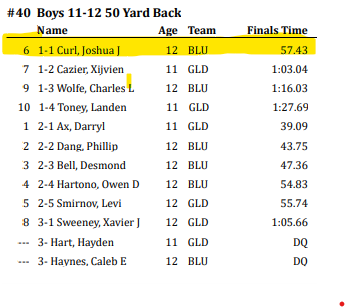 #40 Boys 11-12 50 Yard Back
Name Age Team Finals Time
6 1-1 Curl, Joshua J 12 BLU 57.43
7 1-2 Cazier, Xijvien 11 GLD 1:03.04
9 1-3 Wolfe, Charles L 12 BLU 1:16.03
10 1-4 Toney, Landen 11 GLD 1:27.69
1 2-1 Ax, Darryl 11 GLD 39.09
2 2-2 Dang, Phillip 12 BLU 43.75
3 2-3 Bell, Desmond 12 BLU 47.36
4 2-4 Hartono, Owen D 12 BLU 54.83
5 2-5 Smirnov, Levi 12 GLD 55.74
8 3-1 Sweeney, Xavier J 12 GLD 1:05.66
--- 3- Hart, Hayden 11 GLD DQ
--- 3- Haynes, Caleb E 12 BLU DQ